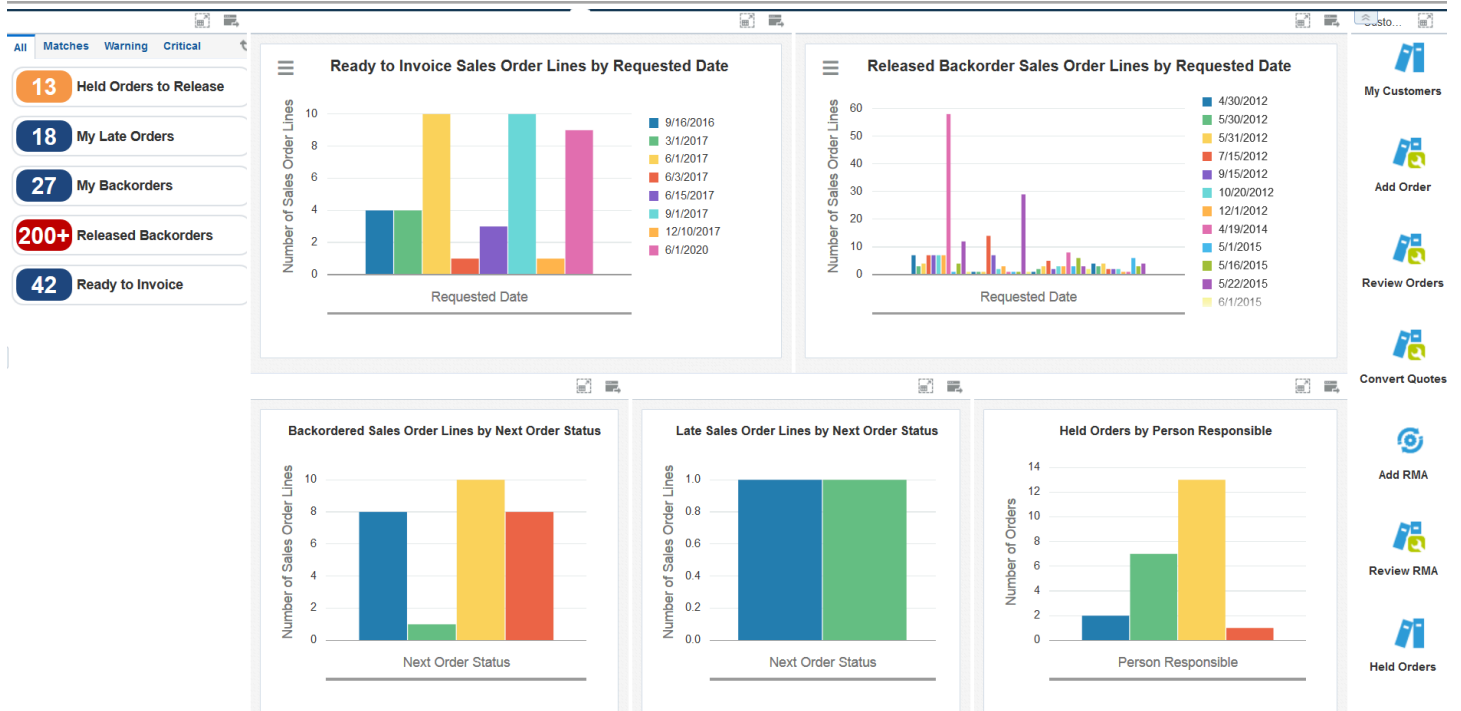 All Matches Warning Critical
13 Held Orders to Release
18 My Late Orders
27 My Backorders
200+ Released Backorders
42 Ready to Invoice
Ready to Invoice Sales Order Lines by Requested Date
Number of Sales Order Lines
10
8
6
4
2
0
Requested Date
9/16/2016
3/1/2017
6/1/2017
6/3/2017
6/15/2017
9/1/2017
12/10/2017
6/1/2020
Released Backorder Sales Order Lines by Requested Date
Number of Sales Order Lines
60
50
40
30
20
10
0
Requested Date
4/30/2012
5/30/2012
5/31/2012
7/15/2012
9/15/2012
10/20/2012
12/1/2012
4/19/2014
5/1/2015
5/16/2015
5/22/2015
6/1/2015
Backordered Sales Order Lines by Next Order Status
Number of Sales Order Lines
10
8
6
4
2
0
Next Order Status
Late Sales Order Lines by Next Order Status
Number of Sales Order Lines
1.0
0.8
0.6
0.4
0.2
0.0
Next Order Status
Held Orders by Person Responsible
Number of Orders
14
12
10
8
6
4
2
0
Person Responsible
My Customers
Add Order
Review Orders
Convert Quotes
Add RMA
Review RMA
Held Orders